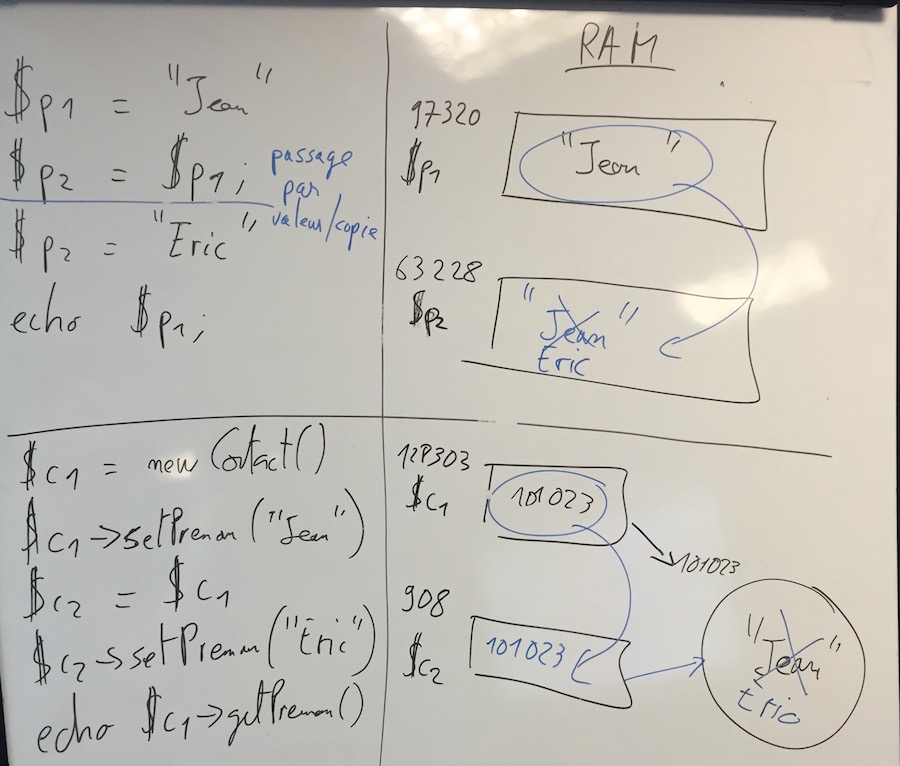 $p1 = "Jean"
$p2 = $p1;
passage
par
valeur/copie
$p2 = "Eric"
echo $p1;
RAM
97320
$p1
"Jean"
63228
$p2
"Jean"
Eric
$c1 = new Contact()
$c1->setPrenom("Jean")
$c2 = $c1
$c2->setPrenom("Eric")
echo $c1->getPrenom()
$c1
101023
101023
908
$c2
101023
"Jean"
Eric